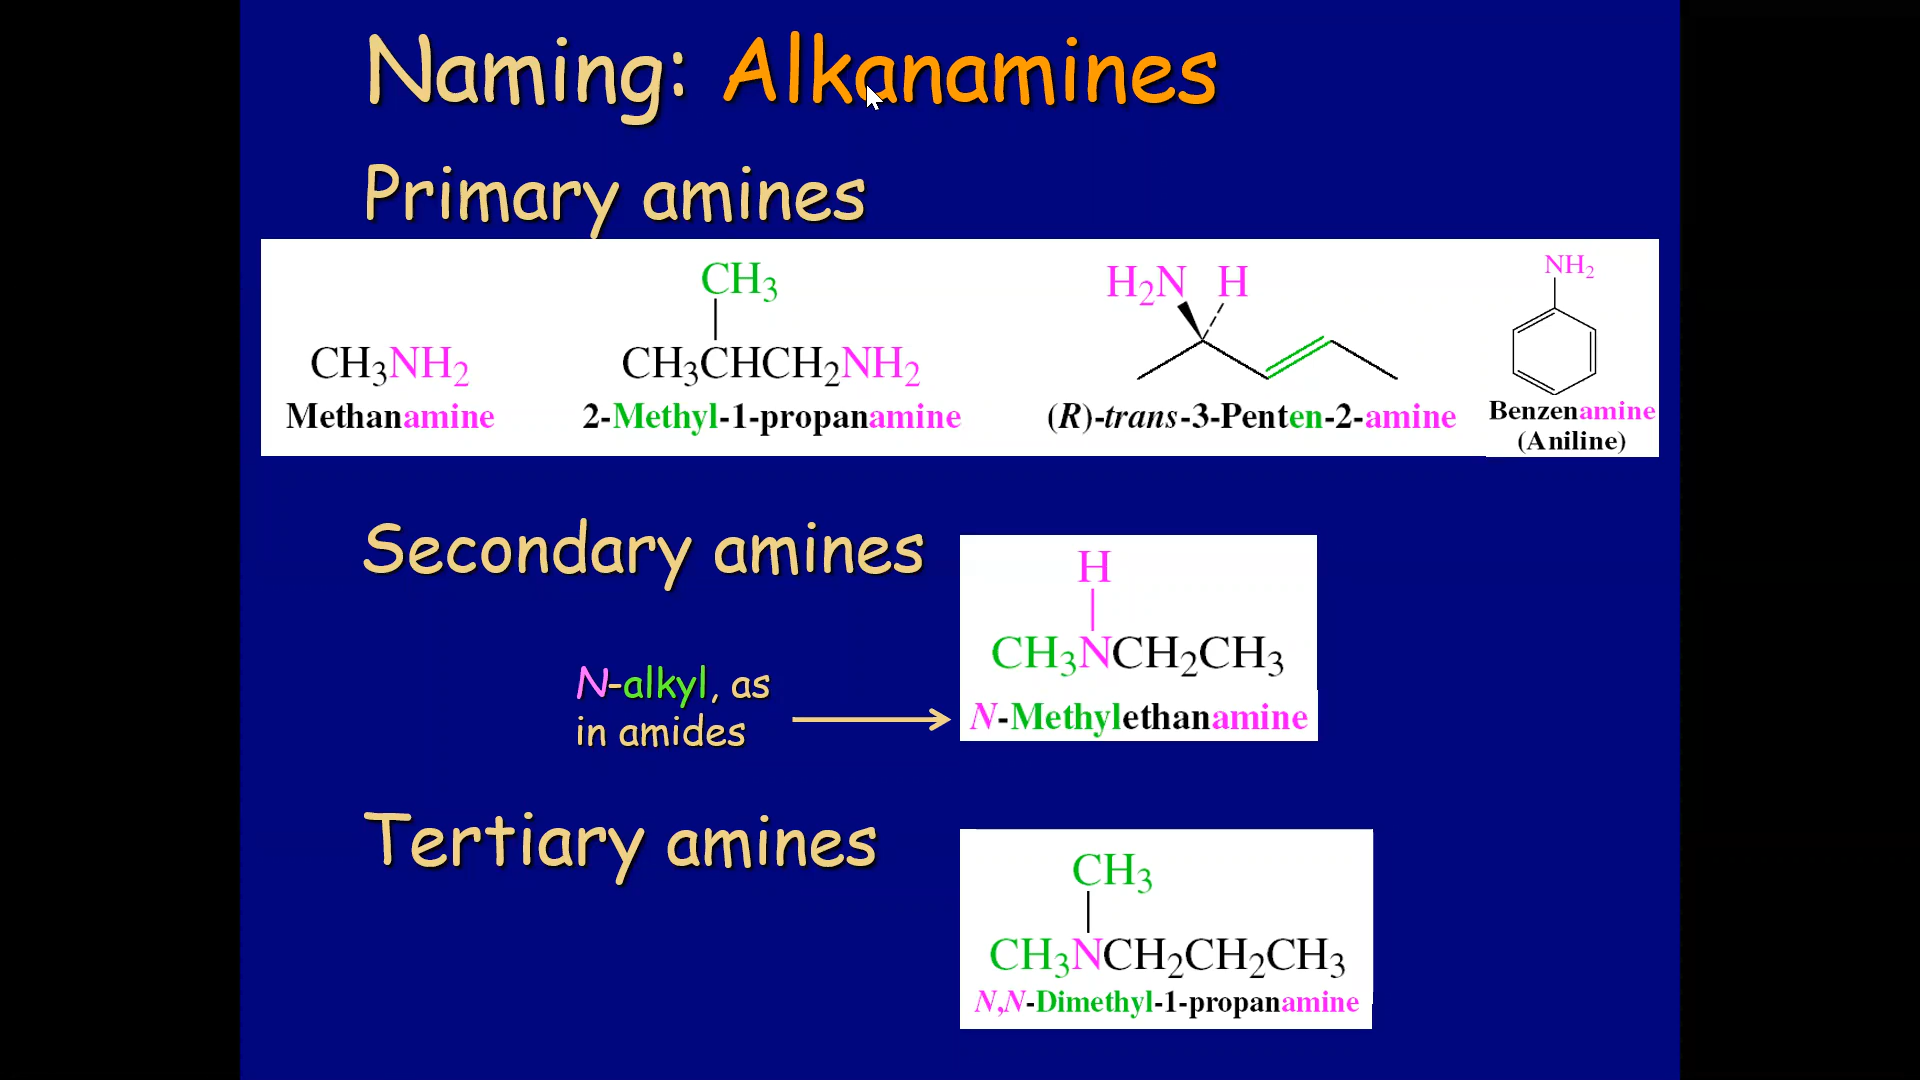 Naming: Alkanamines
Primary amines
CH₃
H₂N H
NH₂
CH₃NH₂
CH₃CHCH₂NH₂
Methanamine
2-Methyl-1-propanamine
(R)-trans-3-Penten-2-amine
Benzenamine
(Aniline)
Secondary amines
H
CH₃NCH₂CH₃
N-alkyl, as
in amides
N-Methylethanamine
Tertiary amines
CH₃
CH₃NCH₂CH₂CH₃
N,N-Dimethyl-1-propanamine